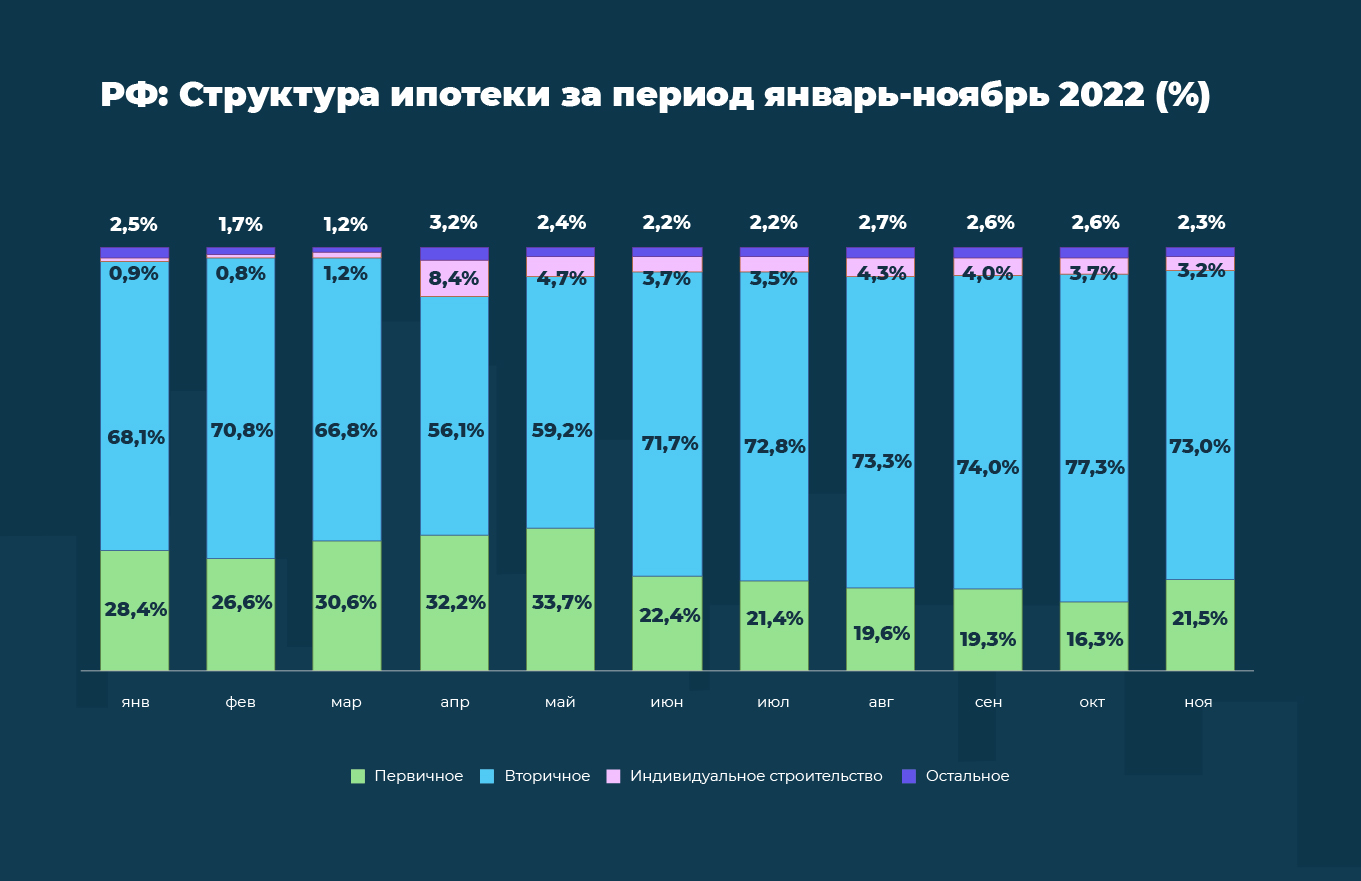 РФ: Структура ипотеки за период январь-ноябрь 2022 (%)
2,5% 1,7% 1,2% 3,2% 2,4% 2,2% 2,2% 2,7% 2,6% 2,6% 2,3%
0,9% 0,8% 1,2% 8,4% 4,7% 3,7% 3,5% 4,3% 4,0% 3,7% 3,2%
68,1% 70,8% 66,8% 56,1% 59,2% 71,7% 72,8% 73,3% 74,0% 77,3% 73,0%
28,4% 26,6% 30,6% 32,2% 33,7% 22,4% 21,4% 19,6% 19,3% 16,3% 21,5%
янв фев мар апр май июн июл авг сен окт ноя
Первичное Вторичное Индивидуальное строительство Остальное